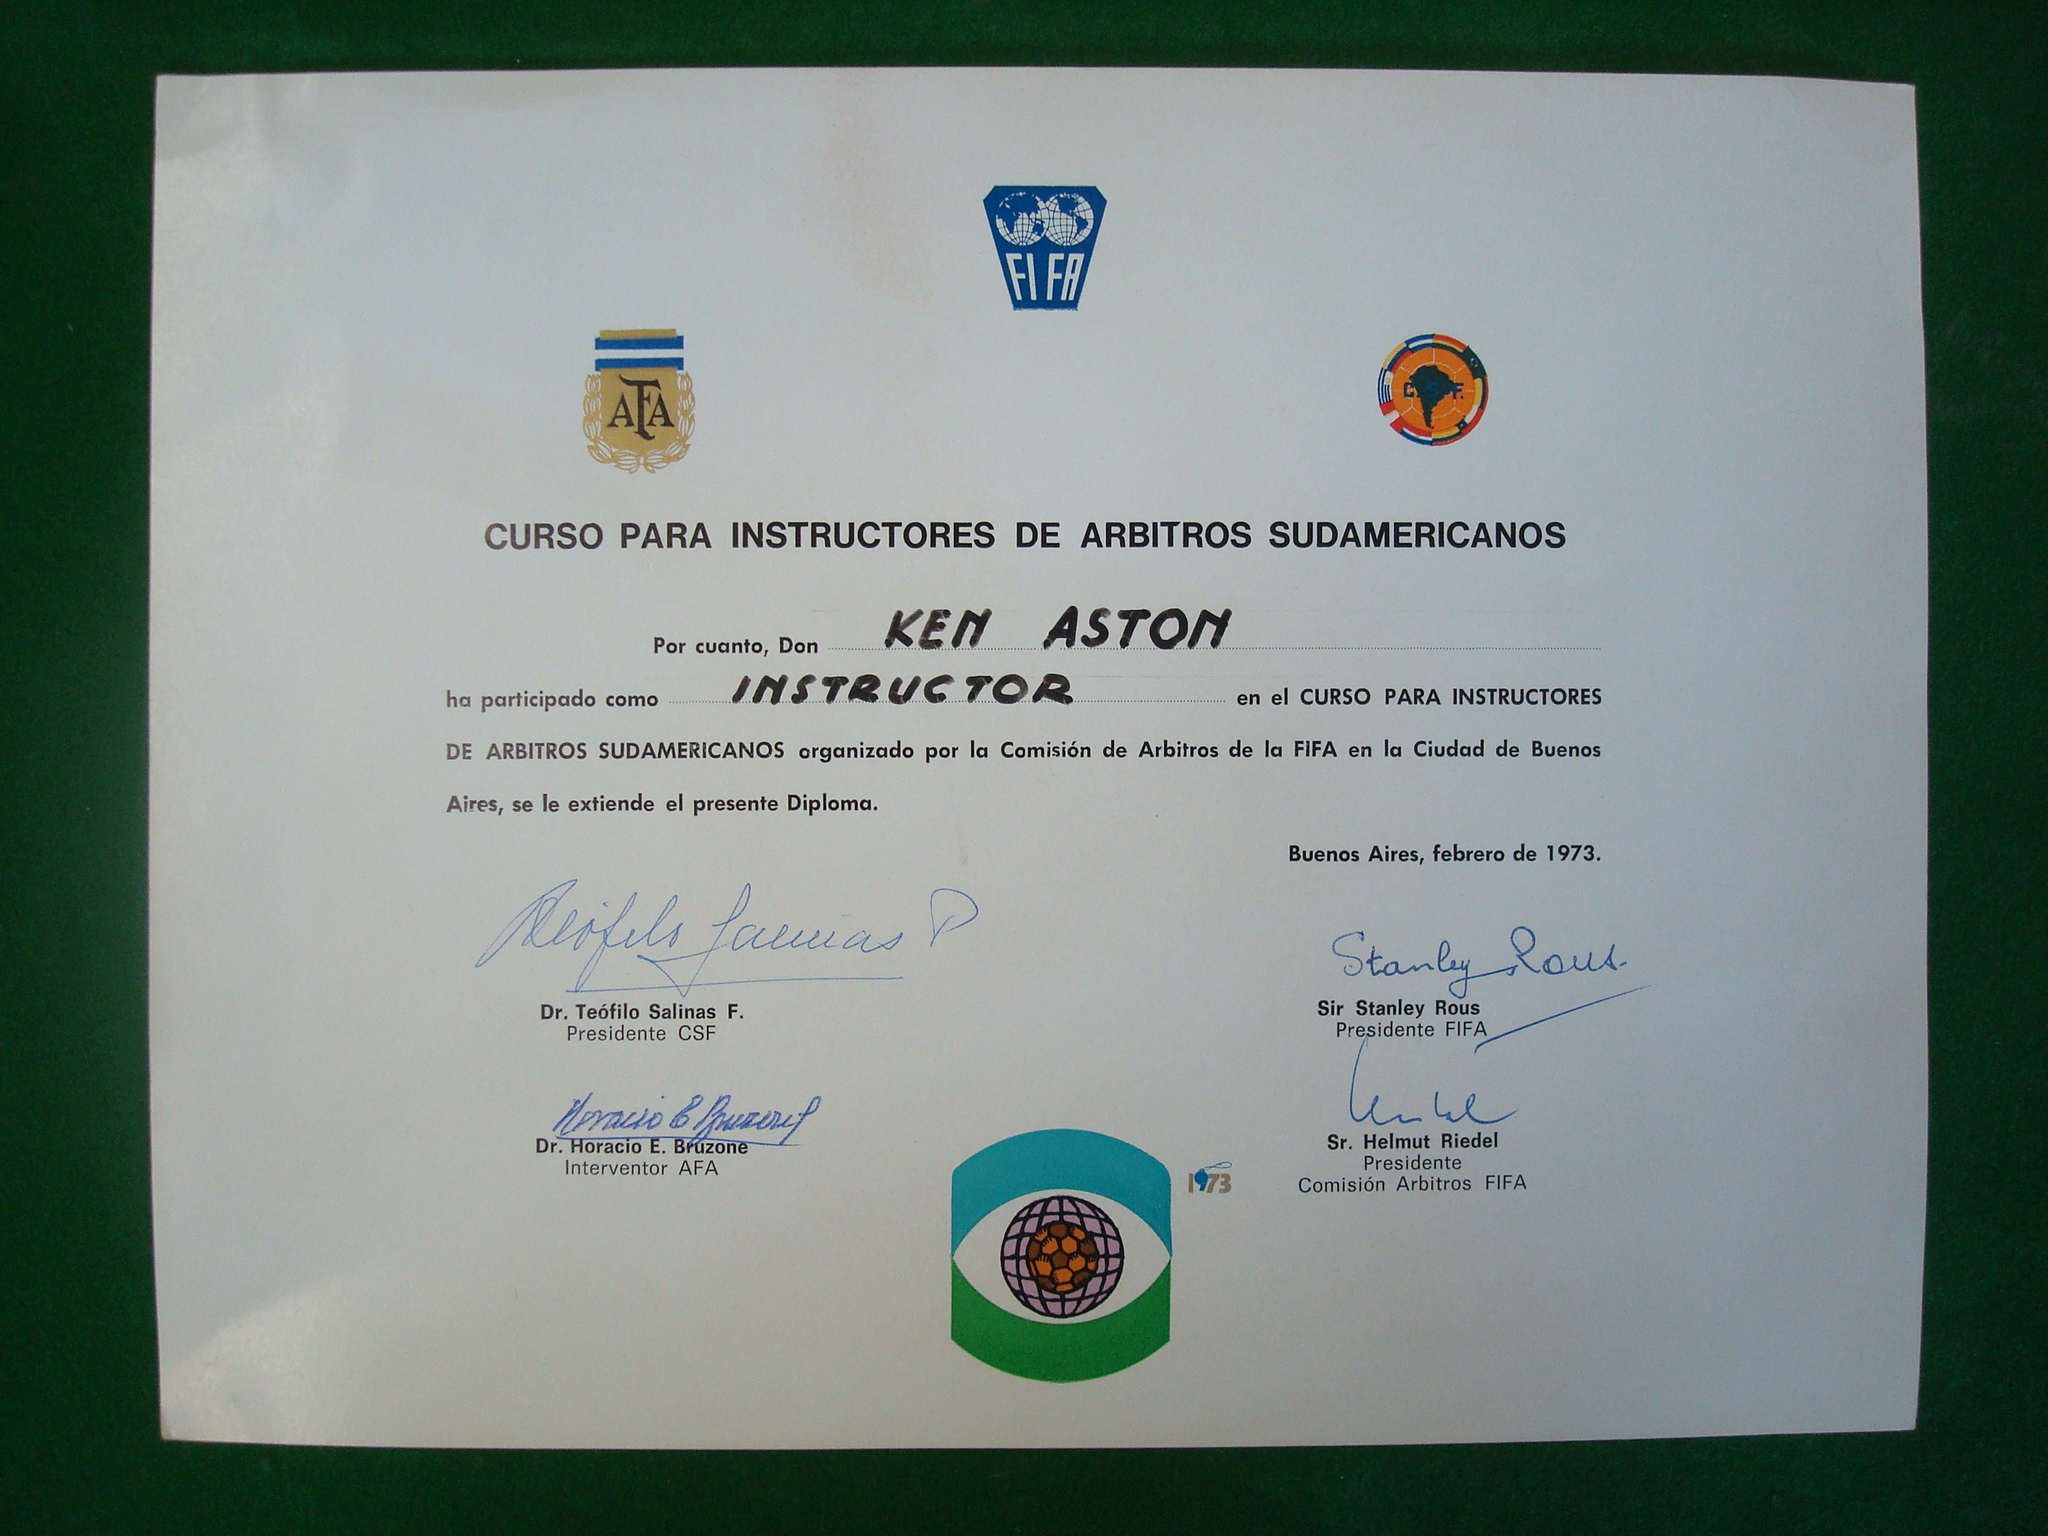 FIFA
AFA
C.S.F.
CURSO PARA INSTRUCTORES DE ARBITROS SUDAMERICANOS
Por cuanto, Don KEN ASTON
ha participado como INSTRUCTOR en el CURSO PARA INSTRUCTORES
DE ARBITROS SUDAMERICANOS organizado por la Comisión de Arbitros de la FIFA en la Ciudad de Buenos
Aires, se le extiende el presente Diploma.
Buenos Aires, febrero de 1973.
Teófilo Salinas F
Stanley Rous
Dr. Teófilo Salinas F.
Presidente CSF
Sir Stanley Rous
Presidente FIFA
Horacio E Bruzone
Dr. Horacio E. Bruzone
Interventor AFA
Sr. Helmut Riedel
Presidente
Comisión Arbitros FIFA
1973